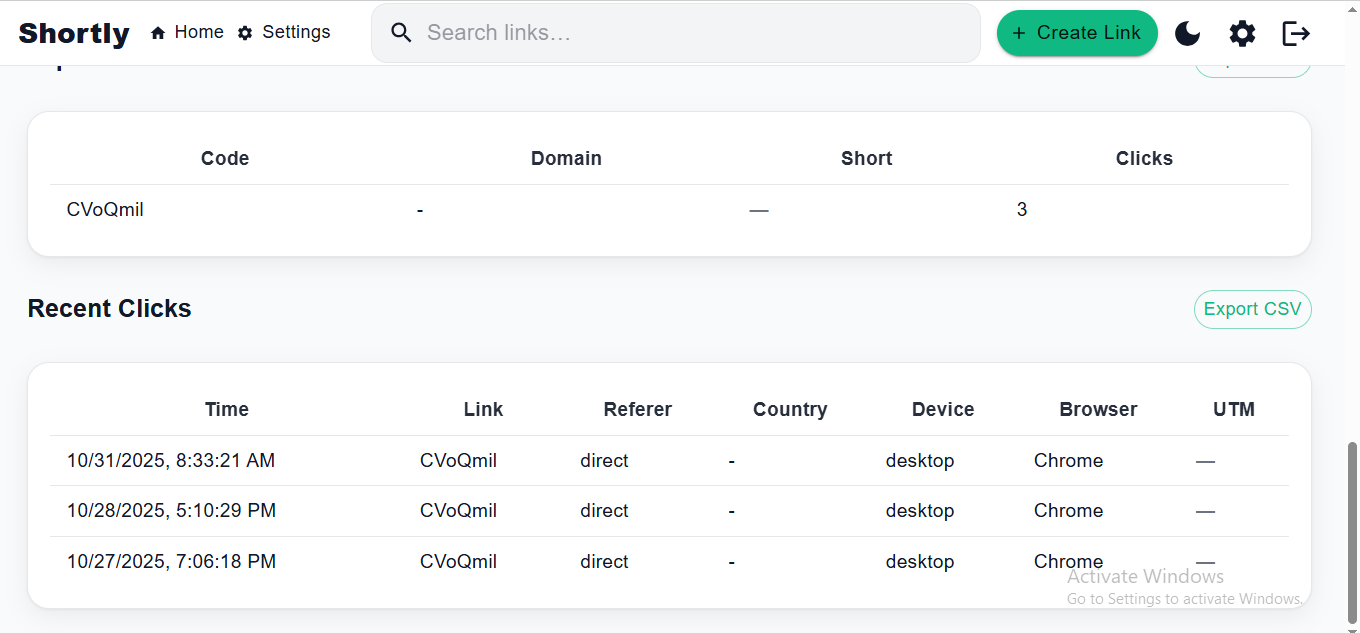 Shortly Home Settings Search links… + Create Link
Code Domain Short Clicks
CVoQmil - — 3
Recent Clicks Export CSV
Time Link Referer Country Device Browser UTM
10/31/2025, 8:33:21 AM CVoQmil direct - desktop Chrome —
10/28/2025, 5:10:29 PM CVoQmil direct - desktop Chrome —
10/27/2025, 7:06:18 PM CVoQmil direct - desktop Chrome —
Activate Windows
Go to Settings to activate Windows.